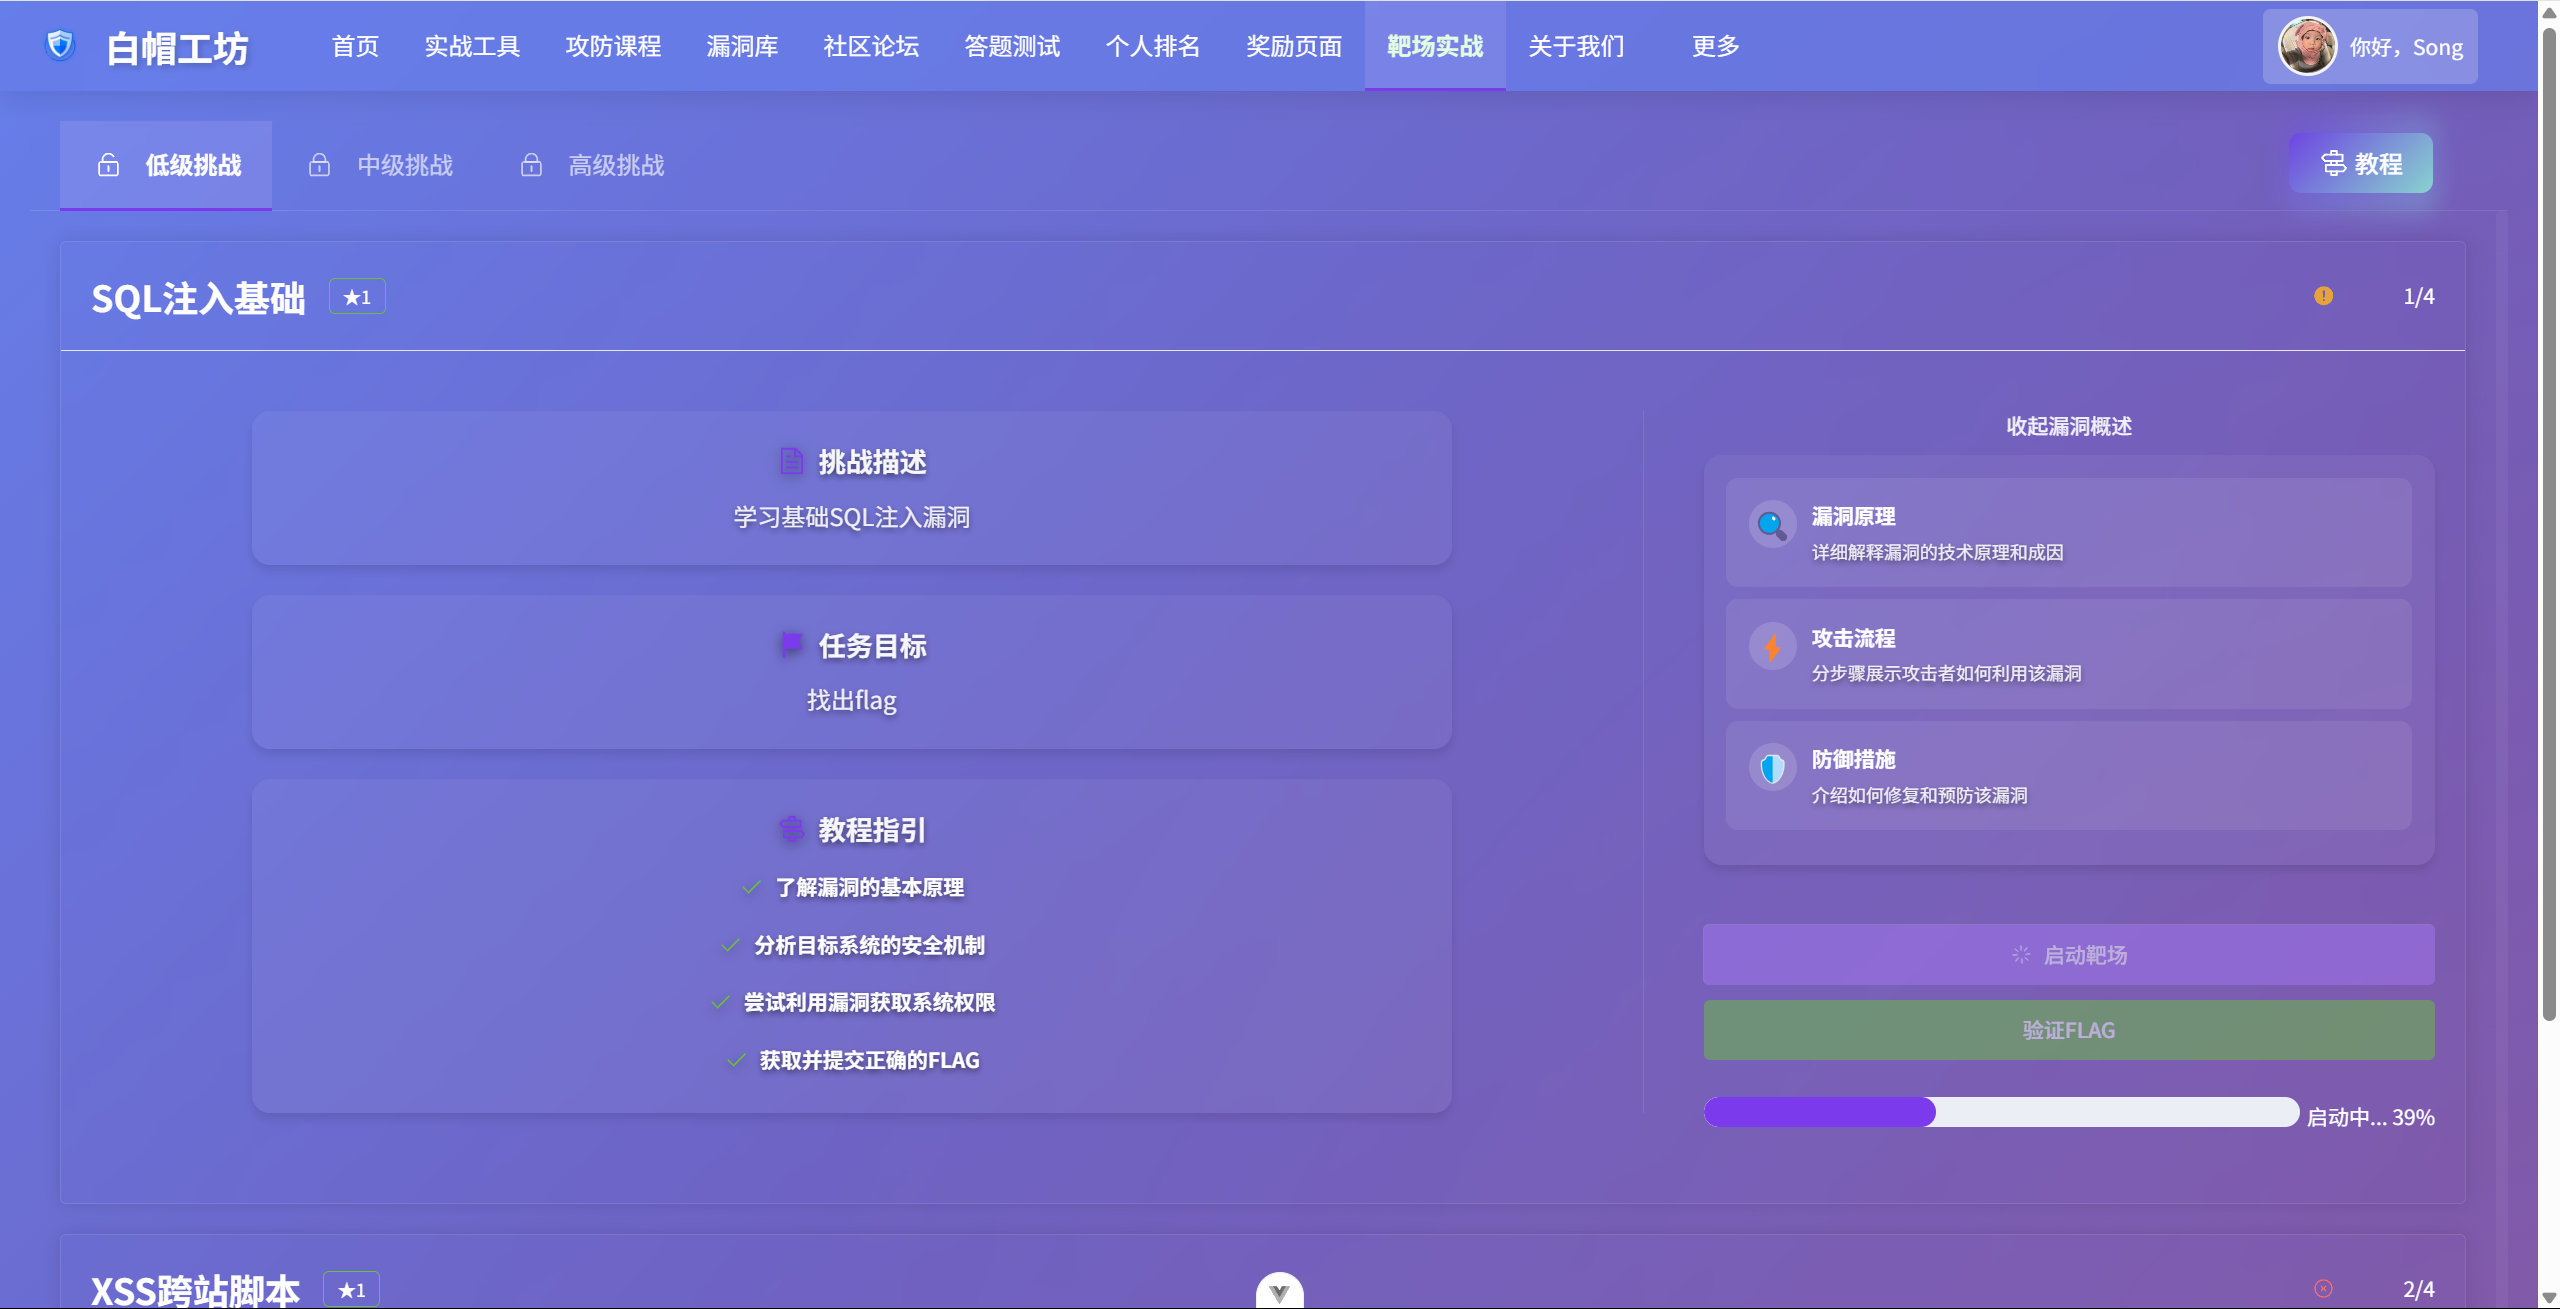 白帽工坊
首页 实战工具 攻防课程 漏洞库 社区论坛 答题测试 个人排名 奖励页面 靶场实战 关于我们 更多
你好，Song
低级挑战 中级挑战 高级挑战
教程
SQL注入基础 ★1
1/4
挑战描述
学习基础SQL注入漏洞
任务目标
找出flag
教程指引
了解漏洞的基本原理
分析目标系统的安全机制
尝试利用漏洞获取系统权限
获取并提交正确的FLAG
收起漏洞概述
漏洞原理
详细解释漏洞的技术原理和成因
攻击流程
分步骤展示攻击者如何利用该漏洞
防御措施
介绍如何修复和预防该漏洞
启动靶场
验证FLAG
启动中... 39%
XSS跨站脚本 ★1
2/4